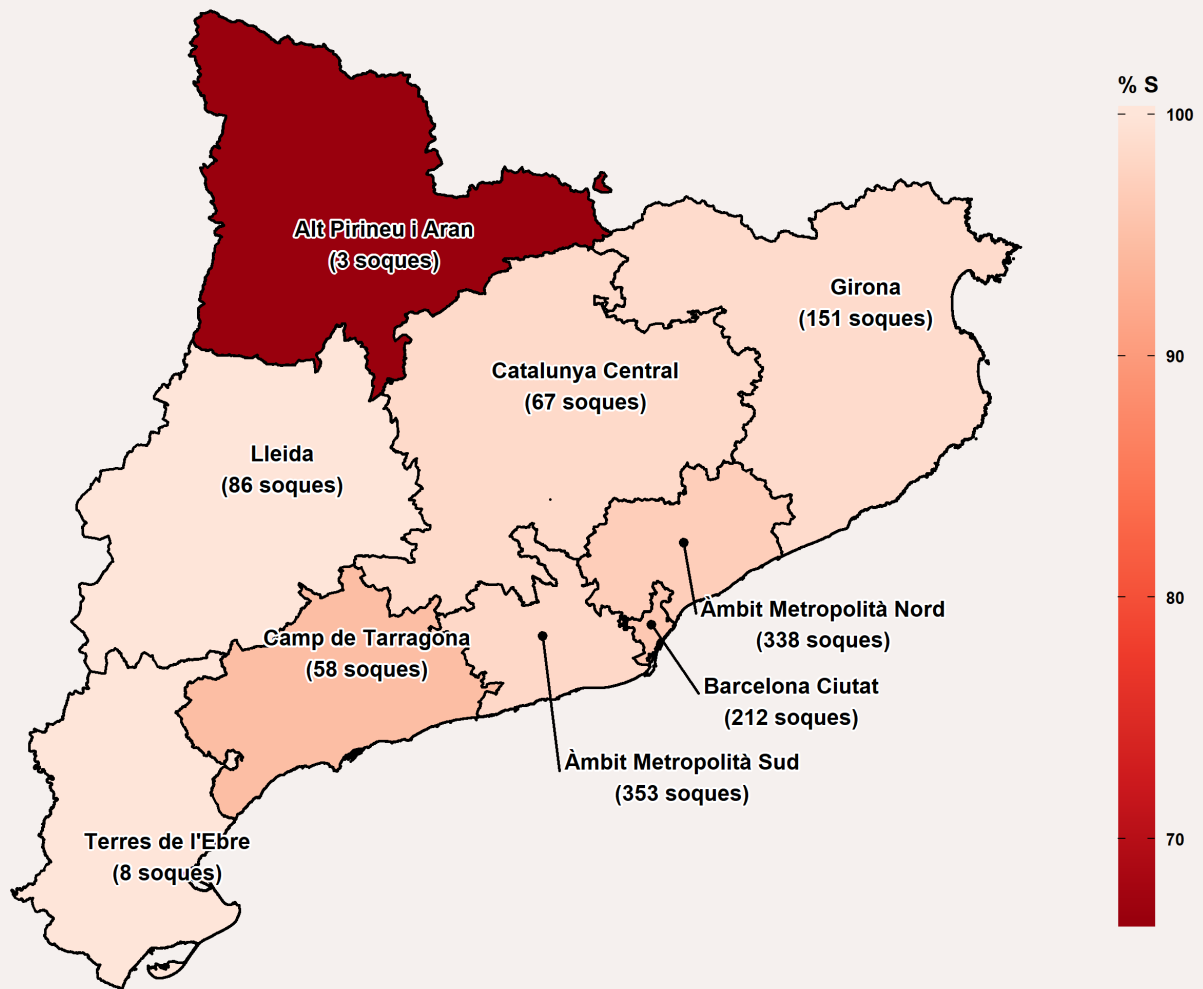 % S
100
90
80
70
Alt Pirineu i Aran
(3 soques)
Girona
(151 soques)
Catalunya Central
(67 soques)
Lleida
(86 soques)
Àmbit Metropolità Nord
(338 soques)
Camp de Tarragona
(58 soques)
Barcelona Ciutat
(212 soques)
Àmbit Metropolità Sud
(353 soques)
Terres de l'Ebre
(8 soques)